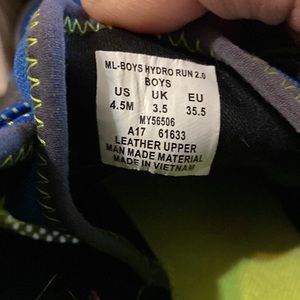 ML-BOYS HYDRO RUN 2.0
BOYS
US UK EU
4.5M 3.5 35.5
MY56506
A17 61633
LEATHER UPPER
MAN MADE MATERIAL
MADE IN VIETNAM